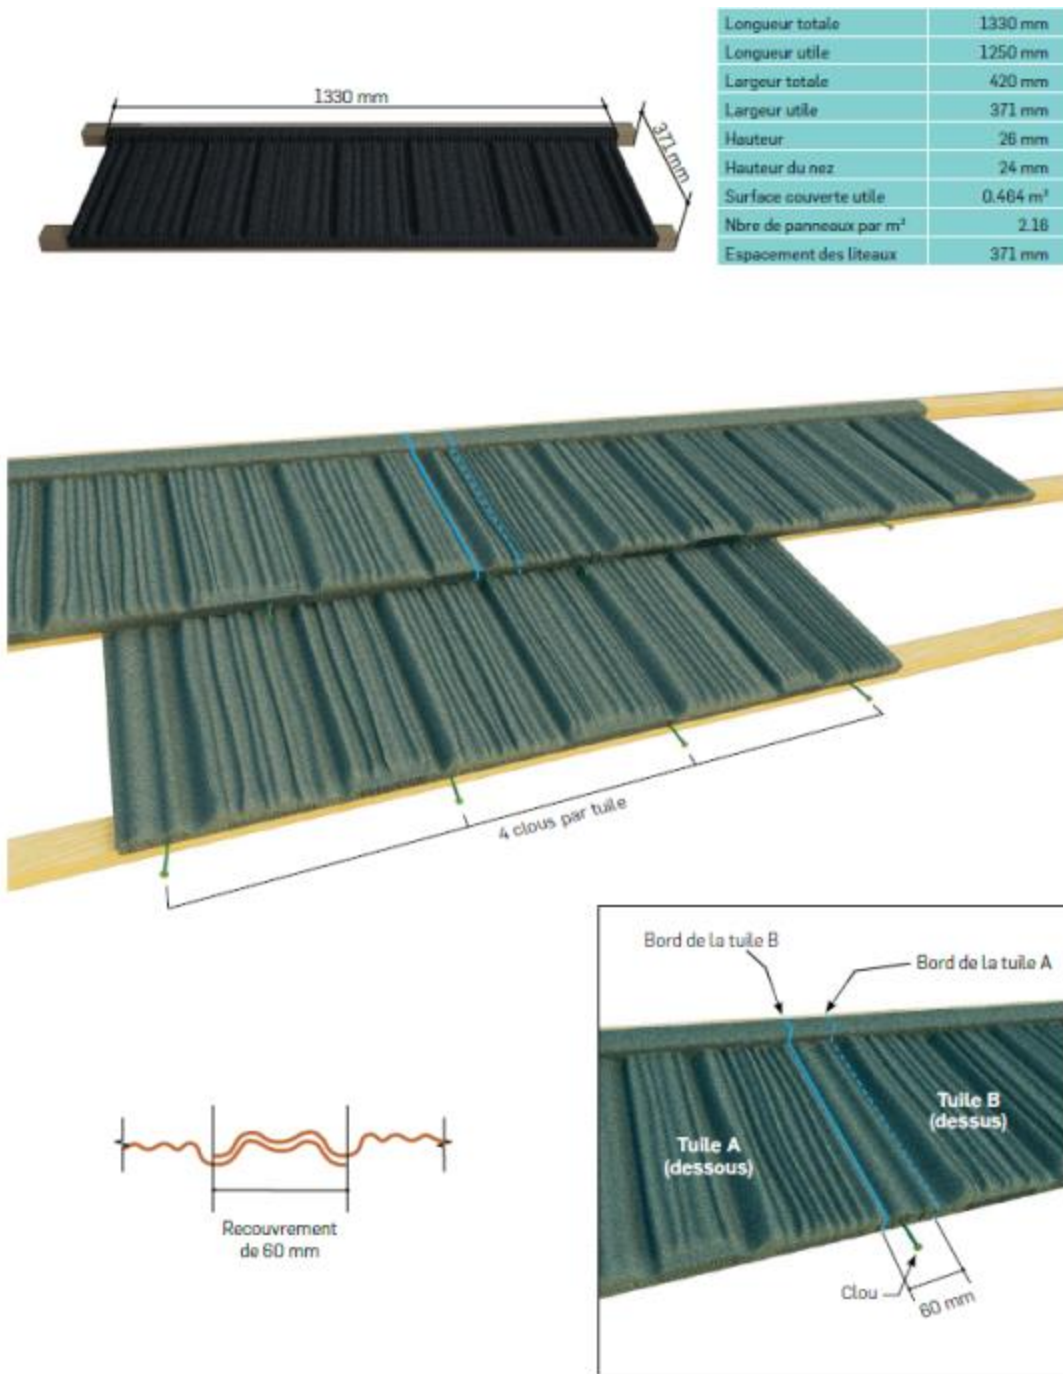 Longueur totale 1330 mm
Longueur utile 1250 mm
Largeur totale 420 mm
Largeur utile 371 mm
Hauteur 26 mm
Hauteur du nez 24 mm
Surface couverte utile 0.464 m²
Nbre de panneaux par m² 2.16
Espacement des liteaux 371 mm
1330 mm
371 mm
4 clous par tuile
Bord de la tuile B
Bord de la tuile A
Tuile B
(dessus)
Tuile A
(dessous)
Recouvrement
de 60 mm
Clou
60 mm